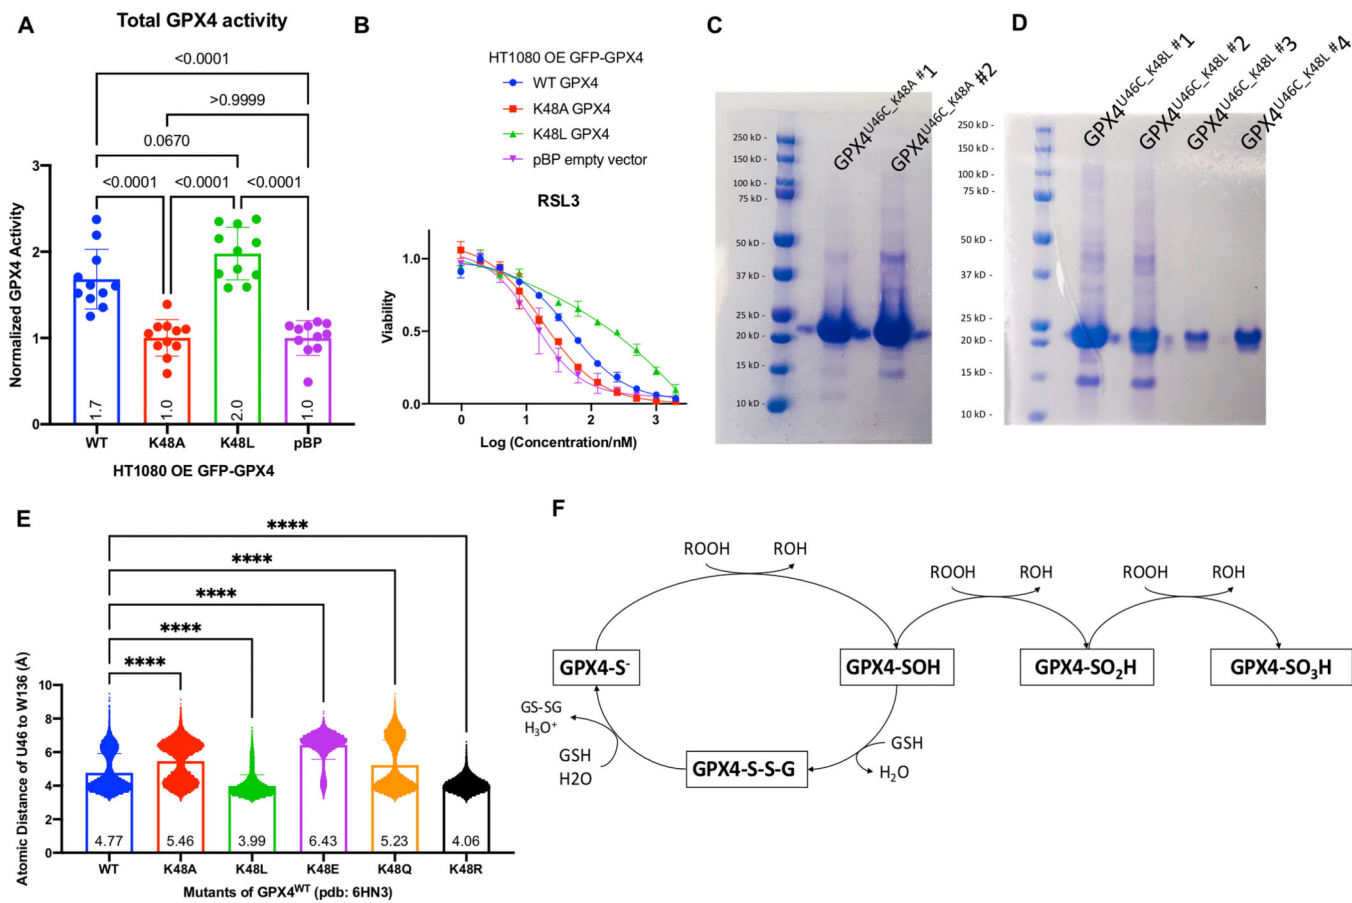 A
Total GPX4 activity
<0.0001
>0.9999
0.0670
<0.0001 <0.0001 <0.0001
Normalized GPX4 Activity
3
2
1
0
1.7 1.0 2.0 1.0
WT K48A K48L pBP
HT1080 OE GFP-GPX4
B
HT1080 OE GFP-GPX4
WT GPX4
K48A GPX4
K48L GPX4
pBP empty vector
RSL3
Viability
1.0
0.5
0.0
0 1 2 3
Log (Concentration/nM)
C
GPX4U46C_K48A #1
GPX4U46C_K48A #2
250 kD -
150 kD -
100 kD -
75 kD -
50 kD -
37 kD -
25 kD -
20 kD -
15 kD -
10 kD -
D
GPX4U46C_K48L #1
GPX4U46C_K48L #2
GPX4U46C_K48L #3
GPX4U46C_K48L #4
250 kD -
150 kD -
100 kD -
75 kD -
50 kD -
37 kD -
25 kD -
20 kD -
15 kD -
10 kD -
E
****
****
****
****
****
Atomic Distance of U46 to W136 (Å)
10
8
6
4
2
0
4.77 5.46 3.99 6.43 5.23 4.06
WT K48A K48L K48E K48Q K48R
Mutants of GPX4WT (pdb: 6HN3)
F
ROOH ROH
ROOH ROH ROOH ROH
GPX4-S- GPX4-SOH GPX4-SO2H GPX4-SO3H
GS-SG
H3O+
GSH
H2O
GPX4-S-S-G
GSH
H2O